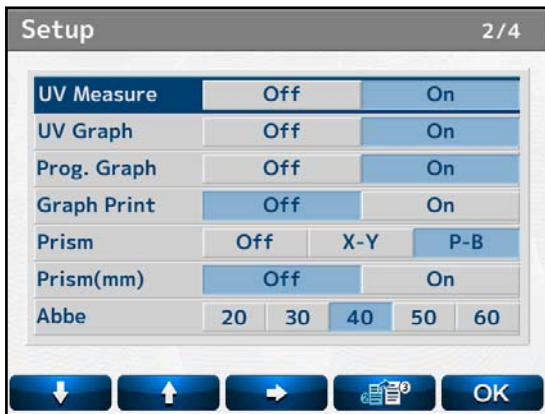 Setup 2/4
UV Measure Off On
UV Graph Off On
Prog. Graph Off On
Graph Print Off On
Prism Off X-Y P-B
Prism(mm) Off On
Abbe 20 30 40 50 60
OK